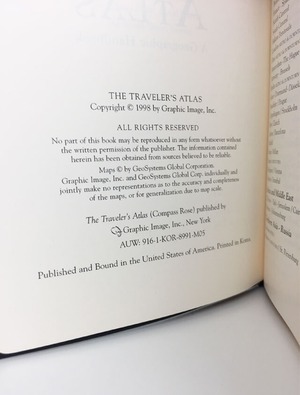 ATLAS
THE TRAVELER'S ATLAS
Copyright © 1998 by Graphic Image, Inc.
ALL RIGHTS RESERVED
No part of this book may be reproduced in any form whatsoever without
the written permission of the publisher. The information contained
herein has been obtained from sources believed to be reliable.
Maps © by GeoSystems Global Corporation.
Graphic Image, Inc. and GeoSystems Global Corp. individually and
jointly make no representations as to the accuracy and completeness
of the maps, or for generalization due to map scale.
The Traveler's Atlas (Compass Rose) published by
Graphic Image, Inc., New York
AUW: 916-1-KOR-8991-M05
Published and Bound in the United States of America. Printed in Korea.
Middle East
Russia